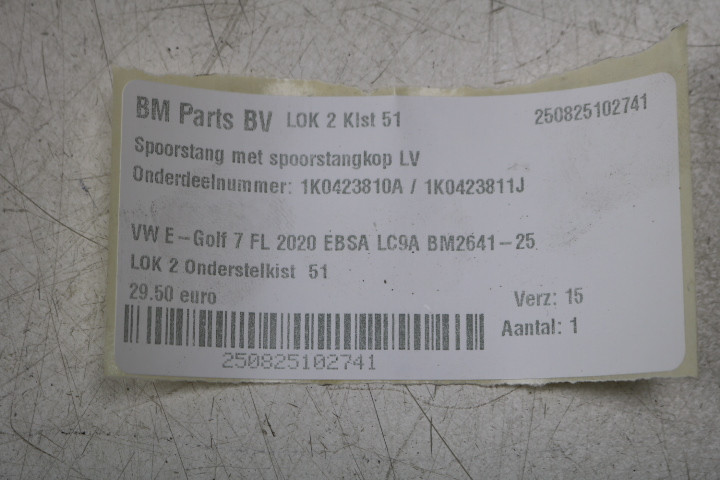 BM Parts BV LOK 2 Kist 51 250825102741
Spoorstang met spoorstangkop LV
Onderdeelnummer: 1K0423810A / 1K0423811J
VW E-Golf 7 FL 2020 EBSA LC9A BM2641-25
LOK 2 Onderstelkist 51
29.50 euro Verz: 15
Aantal: 1
250825102741